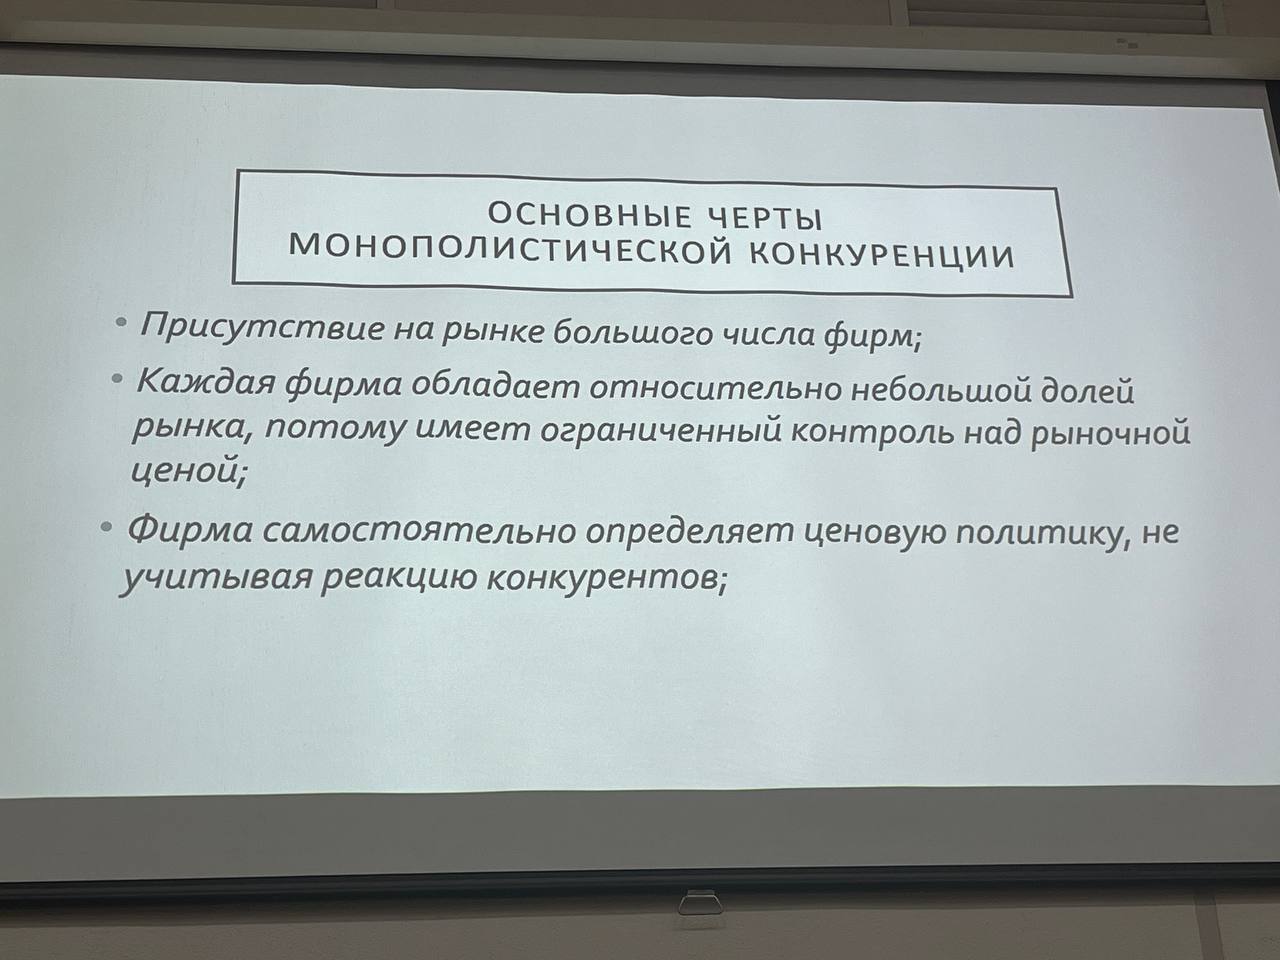 ОСНОВНЫЕ ЧЕРТЫ
МОНОПОЛИСТИЧЕСКОЙ КОНКУРЕНЦИИ
• Присутствие на рынке большого числа фирм;
• Каждая фирма обладает относительно небольшой долей
рынка, потому имеет ограниченный контроль над рыночной
ценой;
• Фирма самостоятельно определяет ценовую политику, не
учитывая реакцию конкурентов;